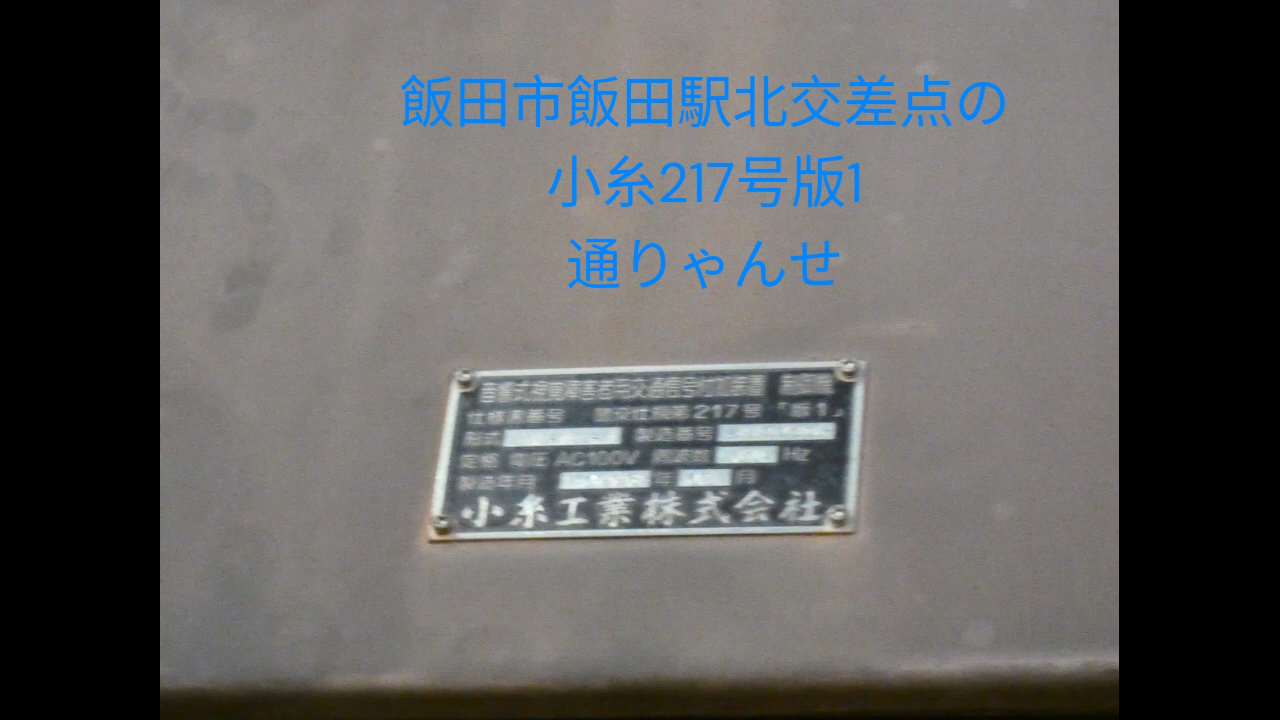 飯田市飯田駅北交差点の
小糸217号版1
通りゃんせ
音響式視覚障害者用交通信号付加装置 制御機
仕様書番号 警交仕規第217号「版1」
形式 製造番号
定格 電圧 AC100V 周波数 Hz
製造年月 年 月
小糸工業株式会社